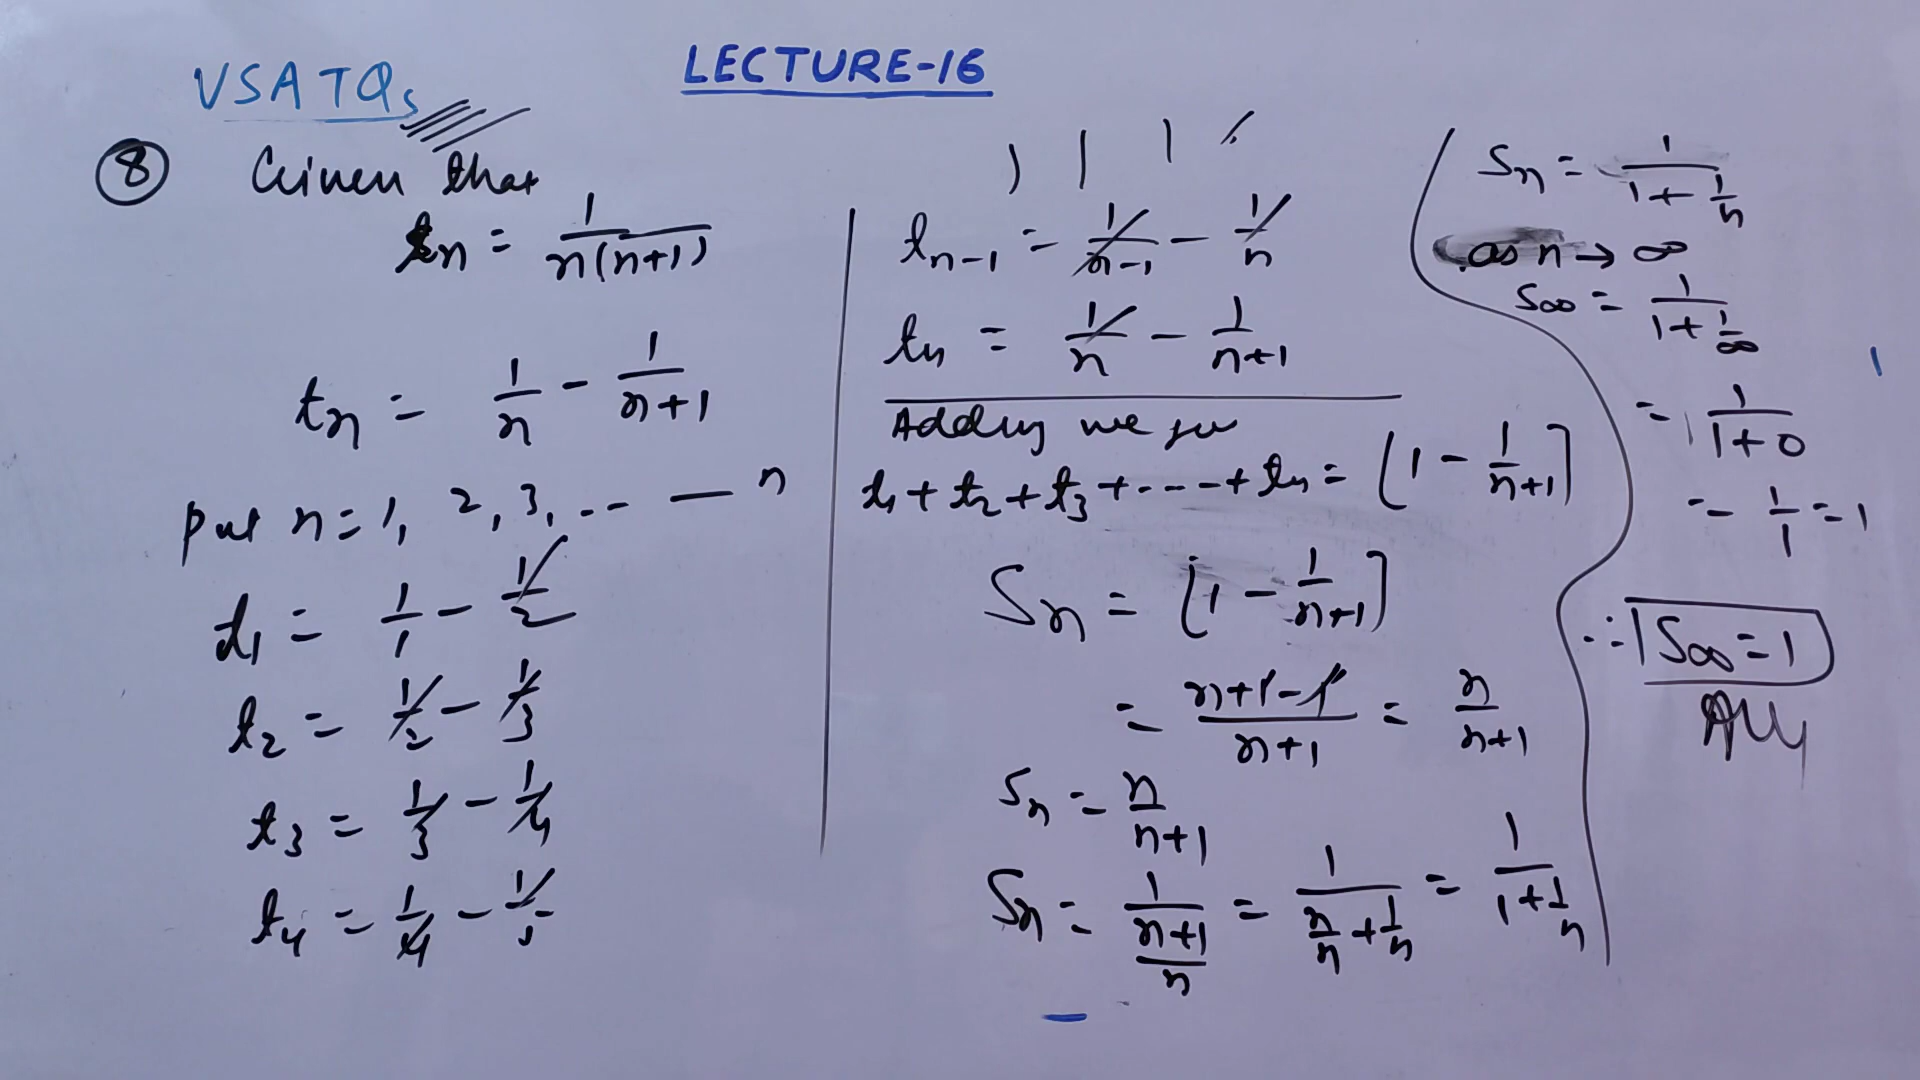 LECTURE-16
VSATQs
8 Given that
tn = 1/n(n+1)
tn = 1/n - 1/n+1
put n = 1, 2, 3, -- — n
t1 = 1/1 - 1/2
t2 = 1/2 - 1/3
t3 = 1/3 - 1/4
t4 = 1/4 - 1/5
tn-1 = 1/n-1 - 1/n
tn = 1/n - 1/n+1
Adding we
t1 + t2 + t3 + ---- + tn = [1 - 1/n+1]
Sn = [1 - 1/n+1]
= n+1-1/n+1 = n/n+1
Sn = n/n+1
Sn = 1/(n+1/n) = 1/(n/n + 1/n) = 1/(1 + 1/n)
Sn = 1/(1 + 1/n)
as n → ∞
S∞ = 1/(1 + 1/∞)
= 1/1+0
= 1/1 = 1
∴ S∞ = 1